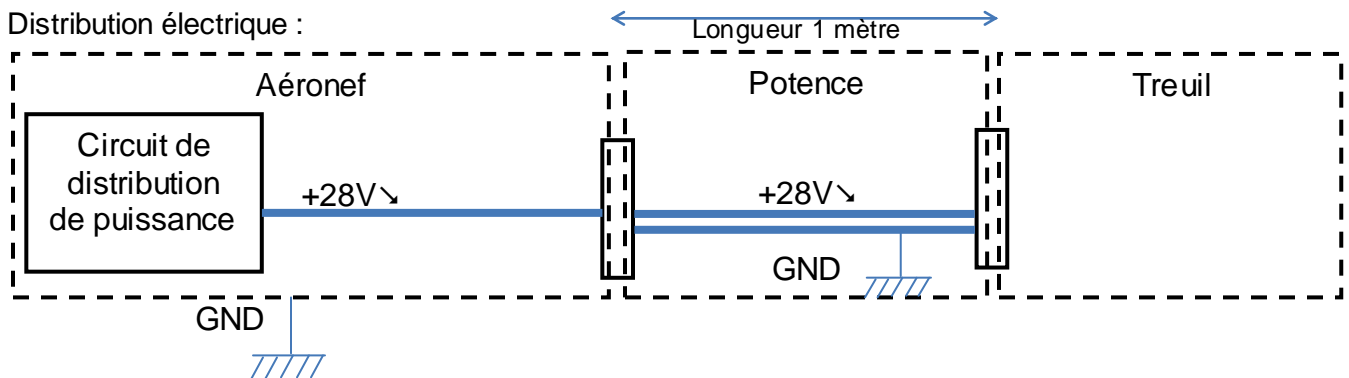 Distribution électrique :
Longueur 1 mètre
Aéronef
Potence
Treuil
Circuit de
distribution
de puissance
+28V↘
+28V↘
GND
GND